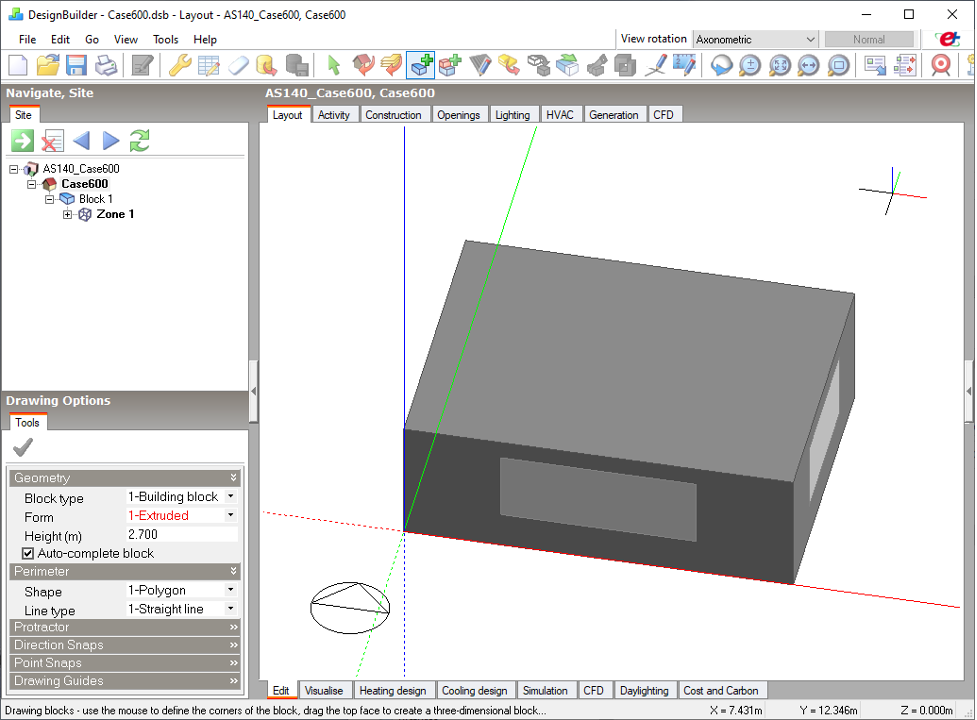 DesignBuilder - Case600.dsb - Layout - AS140_Case600, Case600
File Edit Go View Tools Help
View rotation Axonometric Normal
Navigate, Site
AS140_Case600, Case600
Site
Layout Activity Construction Openings Lighting HVAC Generation CFD
AS140_Case600
Case600
Block 1
Zone 1
Drawing Options
Tools
Geometry
Block type 1-Building block
Form 1-Extruded
Height (m) 2.700
Auto-complete block
Perimeter
Shape 1-Polygon
Line type 1-Straight line
Protractor
Direction Snaps
Point Snaps
Drawing Guides
Edit Visualise Heating design Cooling design Simulation CFD Daylighting Cost and Carbon
Drawing blocks - use the mouse to define the corners of the block, drag the top face to create a three-dimensional block... X = 7.431m Y = 12.346m Z = 0.000m